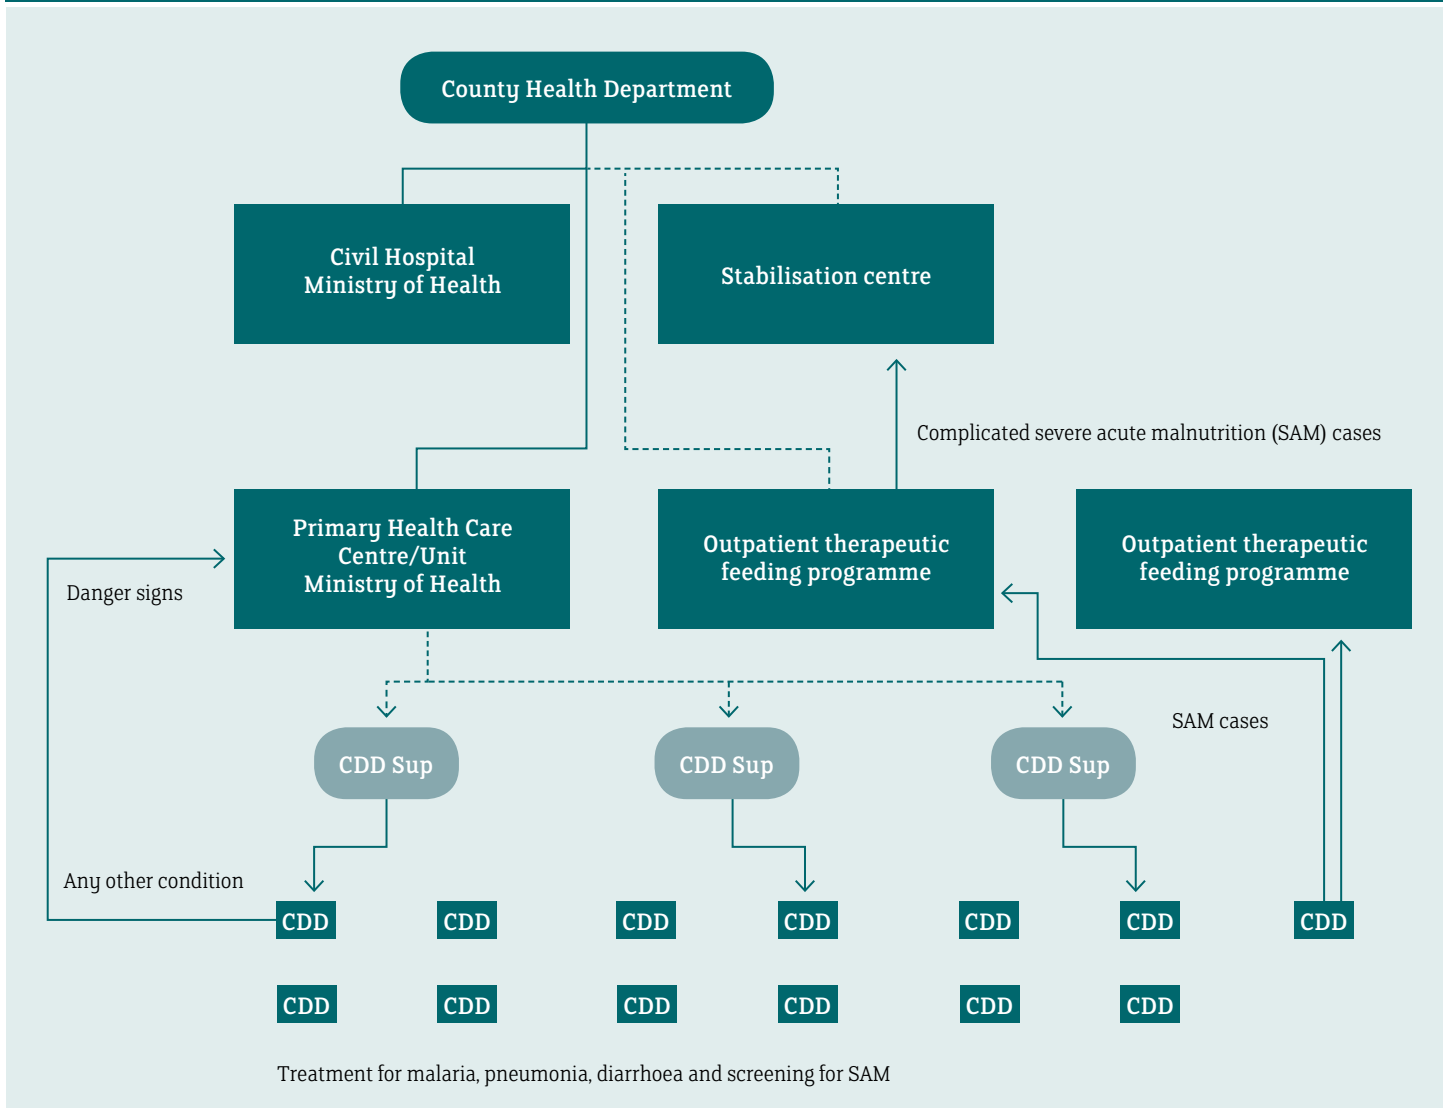 County Health Department
Civil Hospital
Ministry of Health
Stabilisation centre
Complicated severe acute malnutrition (SAM) cases
Primary Health Care
Centre/Unit
Ministry of Health
Outpatient therapeutic
feeding programme
Outpatient therapeutic
feeding programme
Danger signs
SAM cases
CDD Sup
CDD Sup
CDD Sup
Any other condition
CDD
CDD
CDD
CDD
CDD
CDD
CDD
CDD
CDD
CDD
CDD
CDD
CDD
Treatment for malaria, pneumonia, diarrhoea and screening for SAM